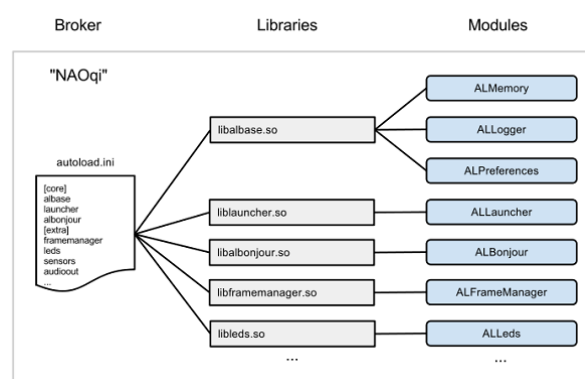 Broker
Libraries
Modules
"NAOqi"
autoload.ini
[core]
albase
launcher
albonjour
[extra]
framemanager
leds
sensors
audioout
...
libalbase.so
liblauncher.so
libalbonjour.so
libframemanager.so
libleds.so
...
ALMemory
ALLogger
ALPreferences
ALLauncher
ALBonjour
ALFrameManager
ALLeds
...